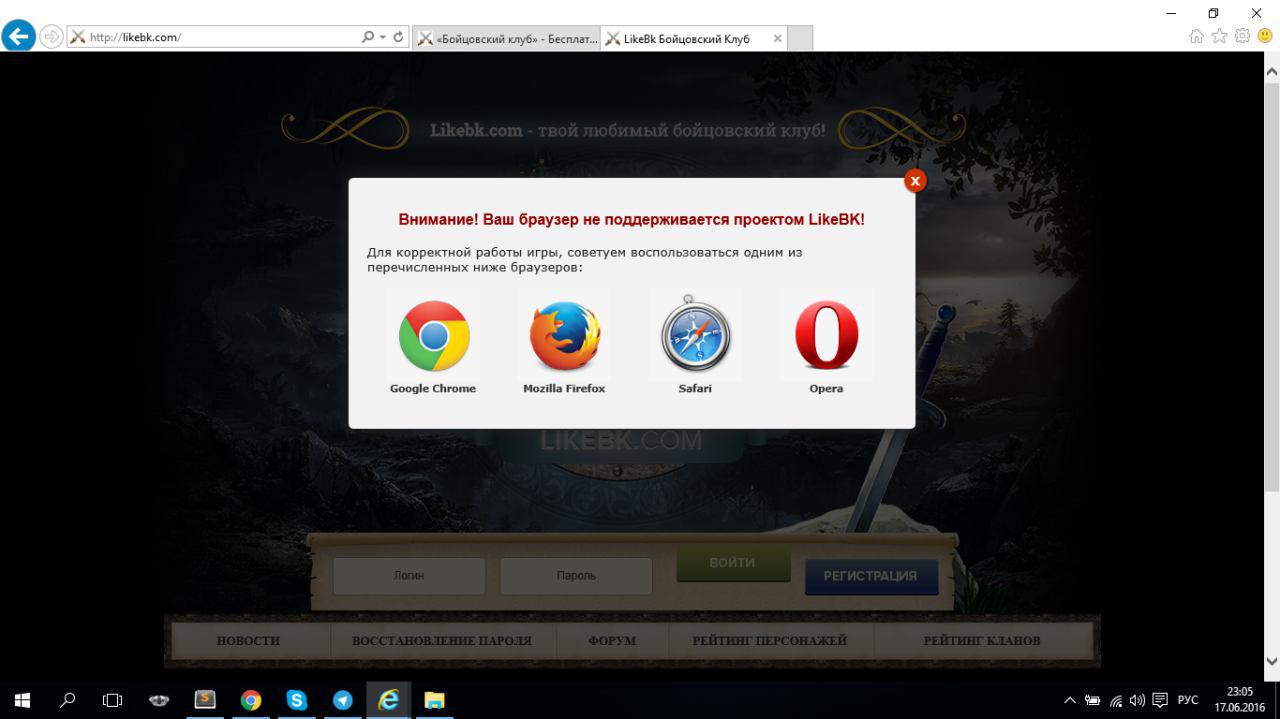 http://likebk.com/
«Бойцовский клуб» - Бесплат...
LikeBk Бойцовский Клуб
Likebk.com - твой любимый бойцовский клуб!
x
Внимание! Ваш браузер не поддерживается проектом LikeBK!
Для корректной работы игры, советуем воспользоваться одним из
перечисленных ниже браузеров:
Google Chrome
Mozilla Firefox
Safari
Opera
LIKEBK.COM
Логин
Пароль
ВОЙТИ
РЕГИСТРАЦИЯ
НОВОСТИ
ВОССТАНОВЛЕНИЕ ПАРОЛЯ
ФОРУМ
РЕЙТИНГ ПЕРСОНАЖЕЙ
РЕЙТИНГ КЛАНОВ
РУС
23:05
17.06.2016